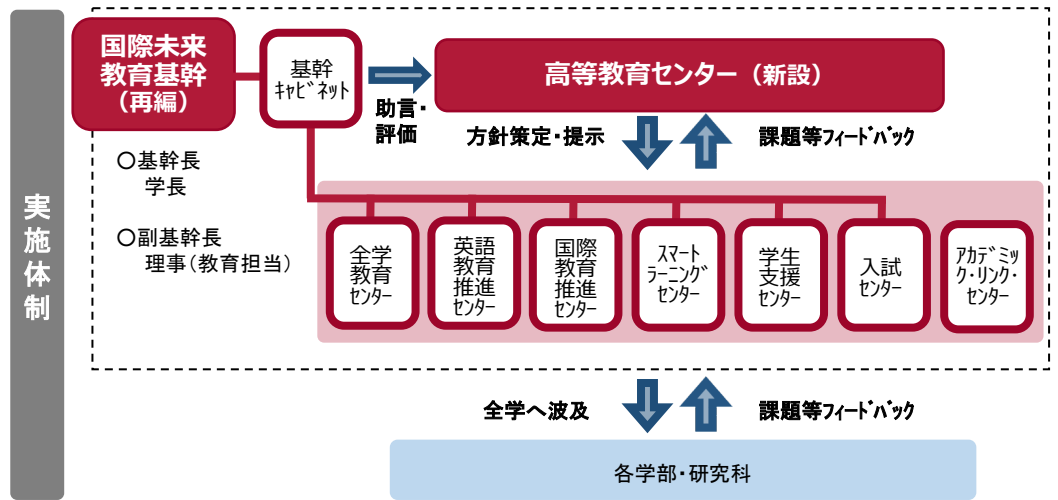 実施体制
国際未来
教育基幹
(再編)
基幹
ｷｬﾋﾞﾈｯﾄ
助言・
評価
高等教育センター（新設）
方針策定・提示
課題等ﾌｨｰﾄﾞﾊﾞｯｸ
○基幹長
学長
○副基幹長
理事(教育担当)
全学
教育
ｾﾝﾀｰ
英語
教育
推進
ｾﾝﾀｰ
国際
教育
推進
ｾﾝﾀｰ
ｽﾏｰﾄ
ﾗｰﾆﾝｸﾞ
ｾﾝﾀｰ
学生
支援
ｾﾝﾀｰ
入試
ｾﾝﾀｰ
ｱｶﾃﾞﾐｯ
ｸ・ﾘﾝｸ・
ｾﾝﾀｰ
全学へ波及
課題等ﾌｨｰﾄﾞﾊﾞｯｸ
各学部・研究科